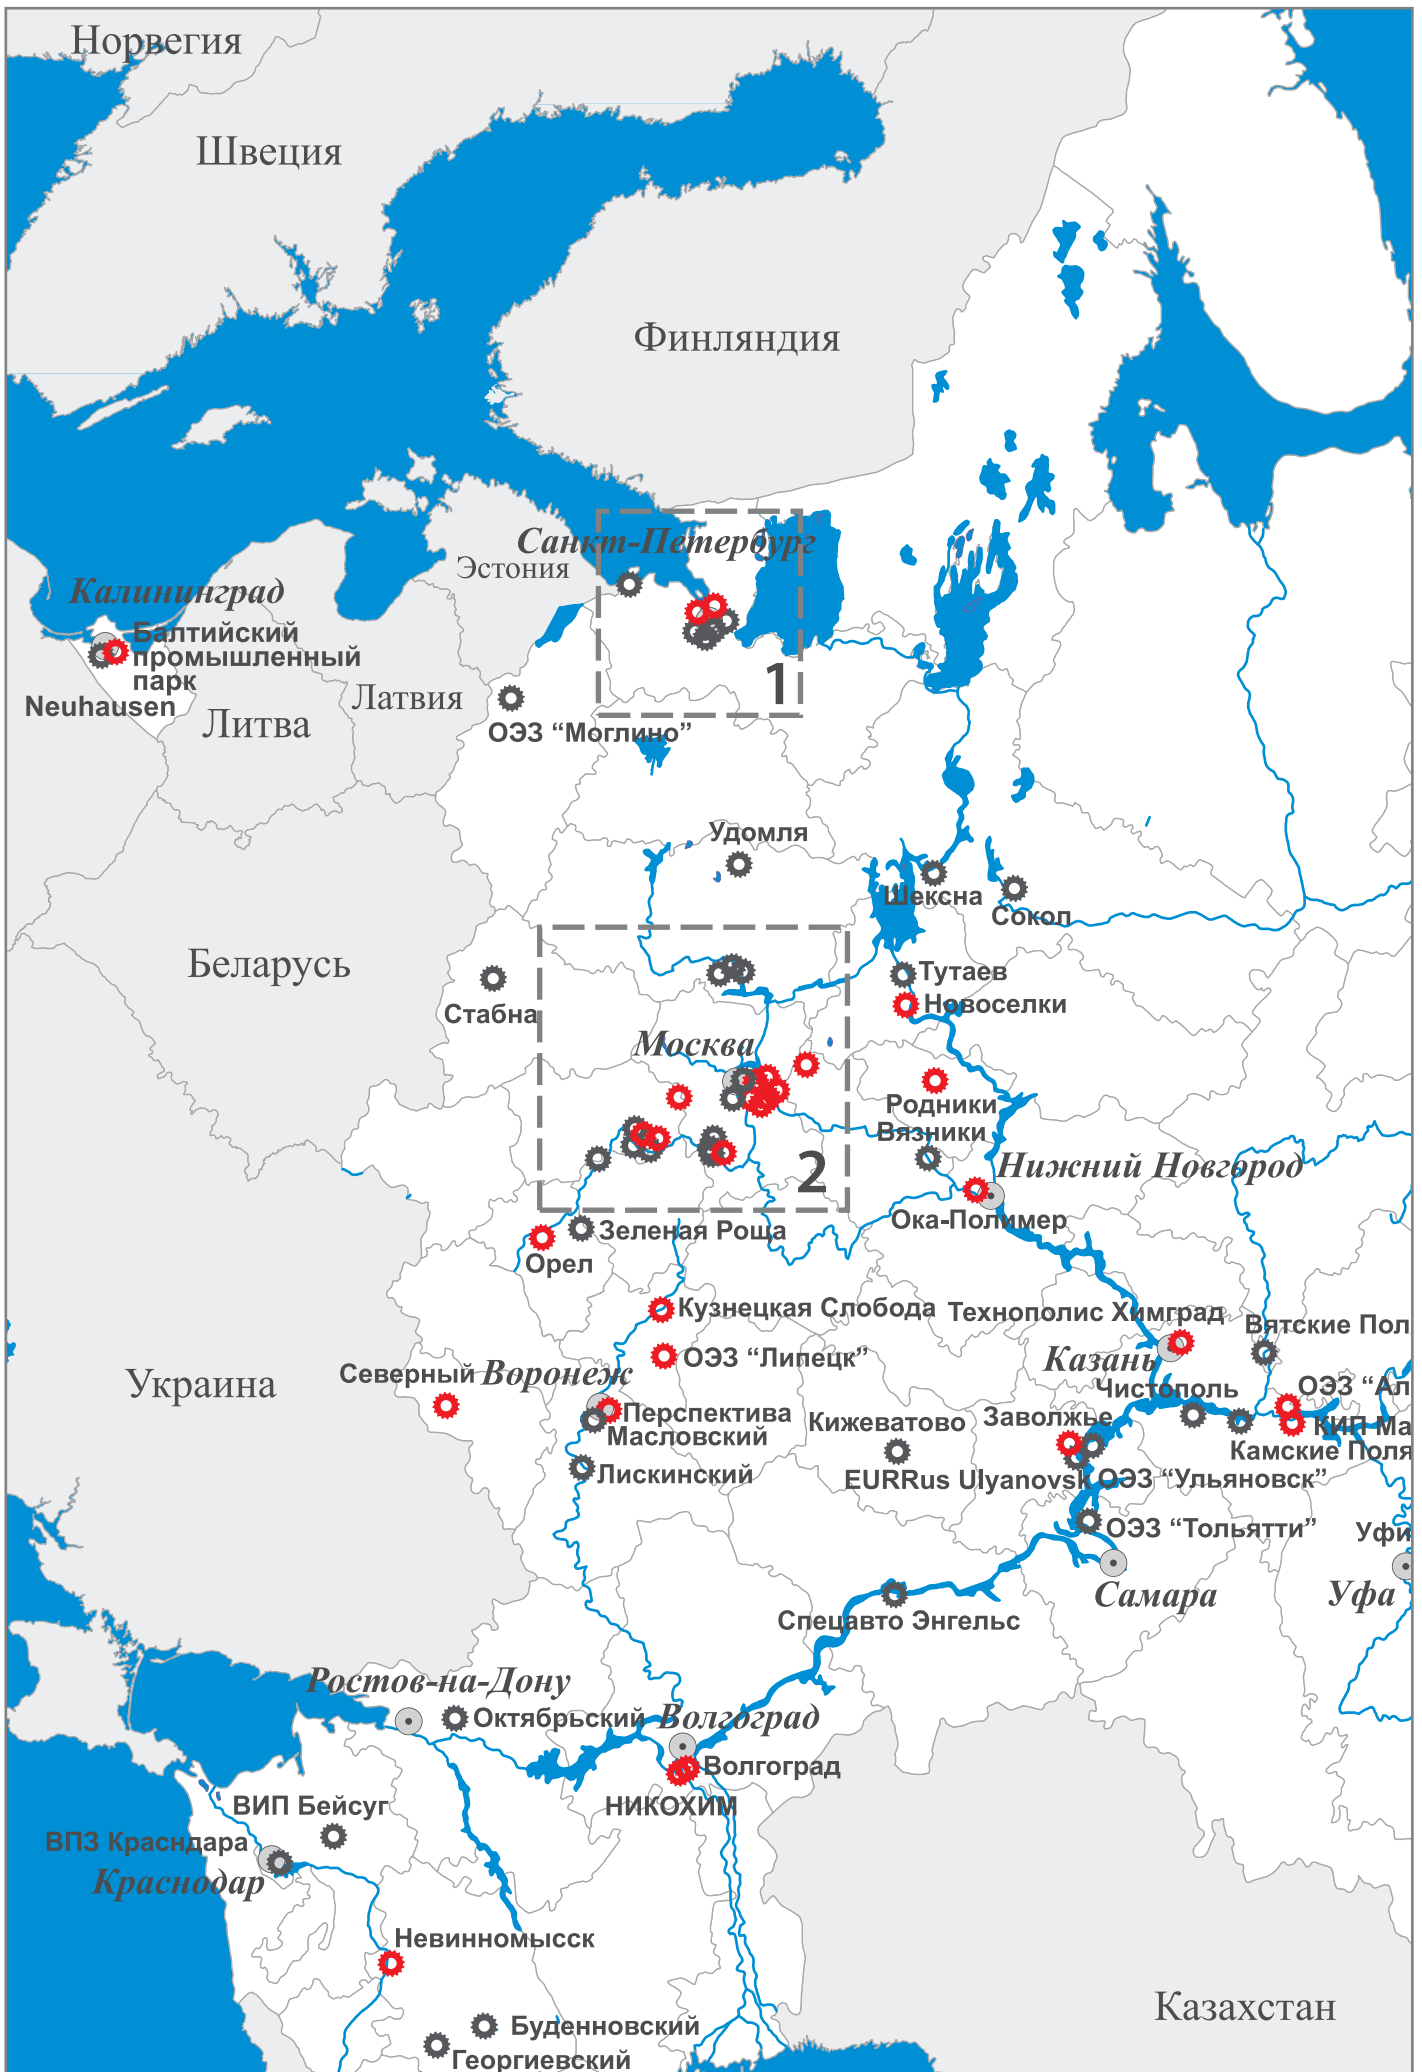 Норвегия
Швеция
Финляндия
Санкт-Петербург
Эстония
Калининград
Балтийский
промышленный
парк
Neuhausen
Латвия
Литва
1
ОЭЗ “Моглино”
Удомля
Шексна
Сокол
Беларусь
Тутаев
Новоселки
Стабна
Москва
Родники
Вязники
2
Нижний Новгород
Ока-Полимер
Зеленая Роща
Орел
Кузнецкая Слобода
Технополис Химград
Вятские Пол
ОЭЗ “Липецк”
Казань
Северный
Воронеж
Украина
Чистополь
ОЭЗ “Ал
Перспектива
Масловский
Кижеватово
Заволжье
КИП Ма
Камские Поля
Лискинский
EURRus Ulyanovsk
ОЭЗ “Ульяновск”
ОЭЗ “Тольятти”
Уфи
Самара
Уфа
Спецавто Энгельс
Ростов-на-Дону
Октябрьский
Волгоград
Волгоград
НИКОХИМ
ВИП Бейсуг
ВПЗ Красндара
Краснодар
Невинномысск
Казахстан
Буденновский
Георгиевский